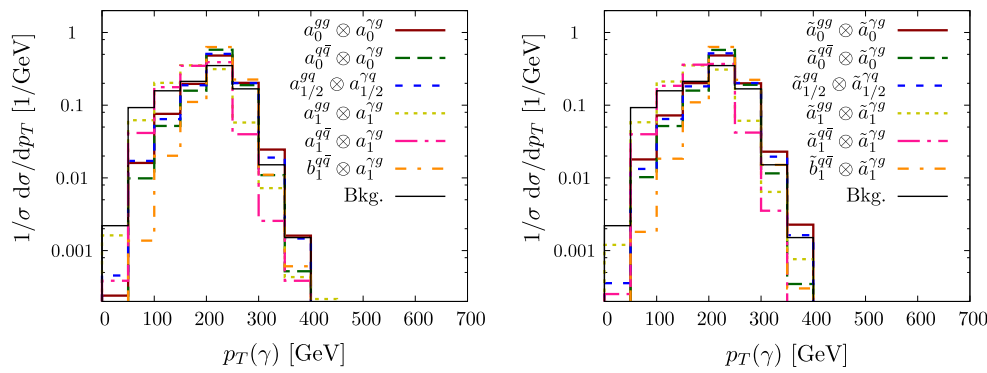 1/σ dσ/dp_T [1/GeV]
1
0.1
0.01
0.001
a_0^{gg} ⊗ a_0^{γg}
a_0^{qq̄} ⊗ a_0^{γg}
a_{1/2}^{gq} ⊗ a_{1/2}^{γq}
a_1^{gg} ⊗ a_1^{γg}
a_1^{qq̄} ⊗ a_1^{γg}
b_1^{qq̄} ⊗ a_1^{γg}
Bkg.
0 100 200 300 400 500 600 700
p_T(γ) [GeV]
1/σ dσ/dp_T [1/GeV]
1
0.1
0.01
0.001
ã_0^{gg} ⊗ ã_0^{γg}
ã_0^{qq̄} ⊗ ã_0^{γg}
ã_{1/2}^{gq} ⊗ ã_{1/2}^{γq}
ã_1^{gg} ⊗ ã_1^{γg}
ã_1^{qq̄} ⊗ ã_1^{γg}
b̃_1^{qq̄} ⊗ ã_1^{γg}
Bkg.
0 100 200 300 400 500 600 700
p_T(γ) [GeV]